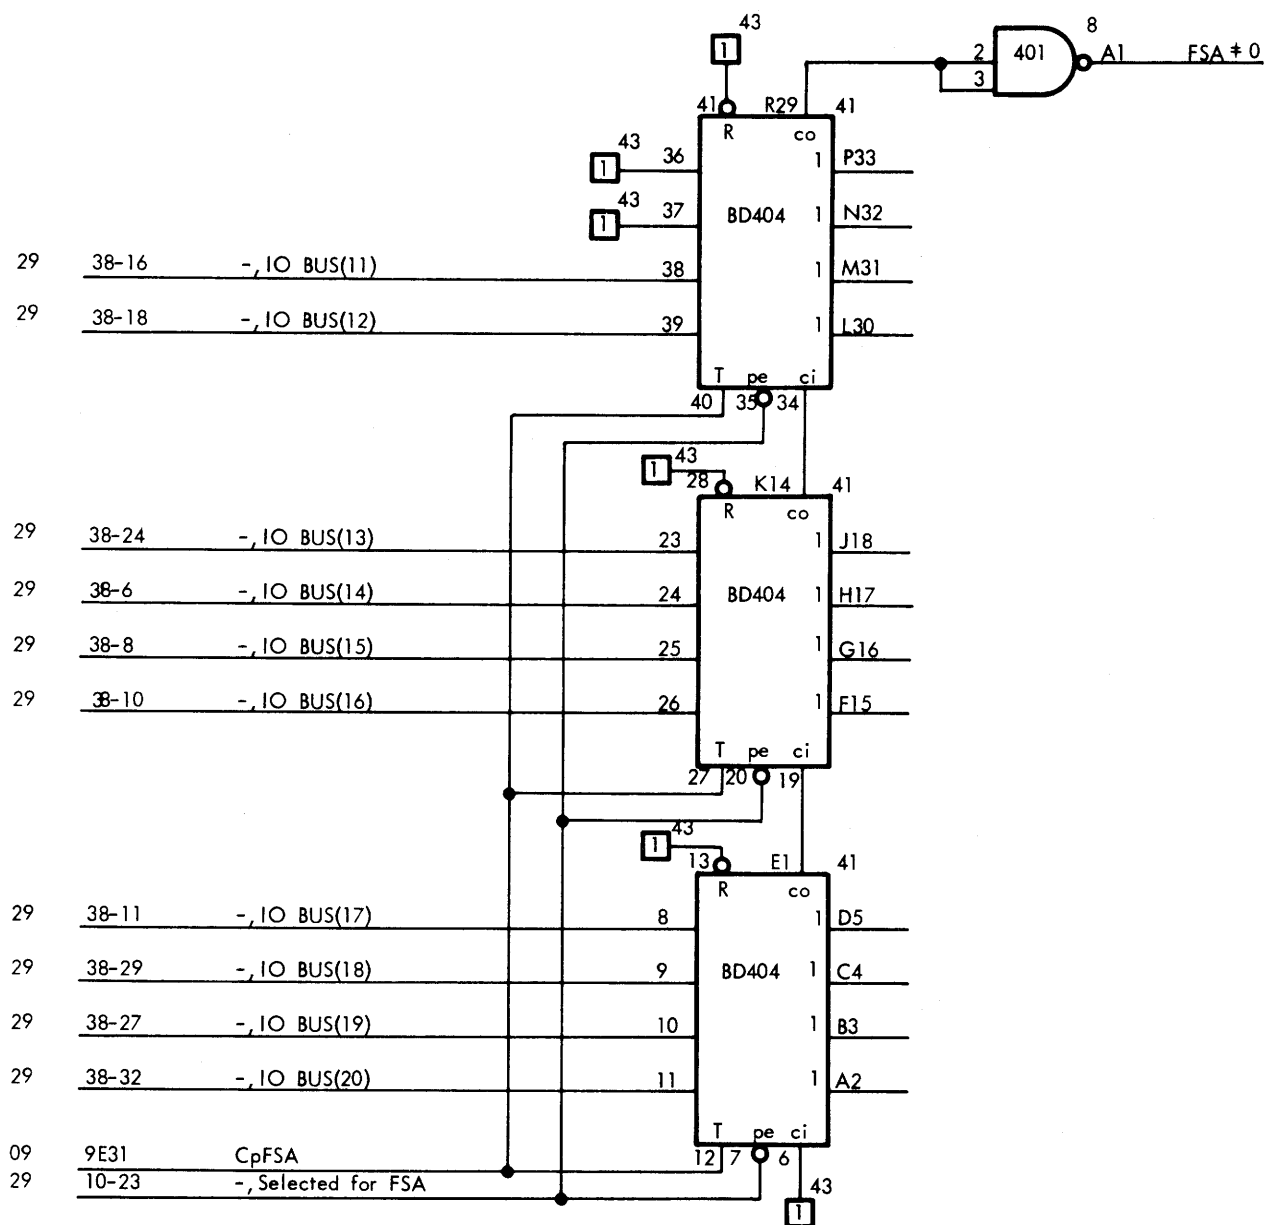 43
8
1
2
401
A1
FSA ≠ 0
3
41
R29
41
R
co
43
36
1
1
P33
43
37
1
BD404
1
N32
29
38-16
-, IO BUS(11)
38
1
M31
29
38-18
-, IO BUS(12)
39
1
L30
T
pe
ci
40
35
34
43
1
28
K14
41
R
co
29
38-24
-, IO BUS(13)
23
1
J18
29
38-6
-, IO BUS(14)
24
BD404
1
H17
29
38-8
-, IO BUS(15)
25
1
G16
29
38-10
-, IO BUS(16)
26
1
F15
T
pe
ci
27
20
19
43
1
13
E1
41
R
co
29
38-11
-, IO BUS(17)
8
1
D5
29
38-29
-, IO BUS(18)
9
BD404
1
C4
29
38-27
-, IO BUS(19)
10
1
B3
29
38-32
-, IO BUS(20)
11
1
A2
T
pe
ci
09
9E31
CpFSA
12
7
6
29
10-23
-, Selected for FSA
43
1